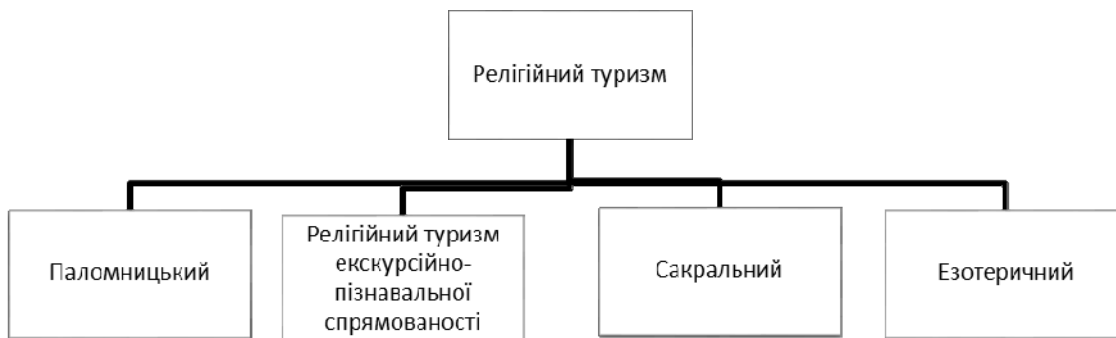 Релігійний туризм
Паломницький
Релігійний туризм
екскурсійно-
пізнавальної
спрямованості
Сакральний
Езотеричний